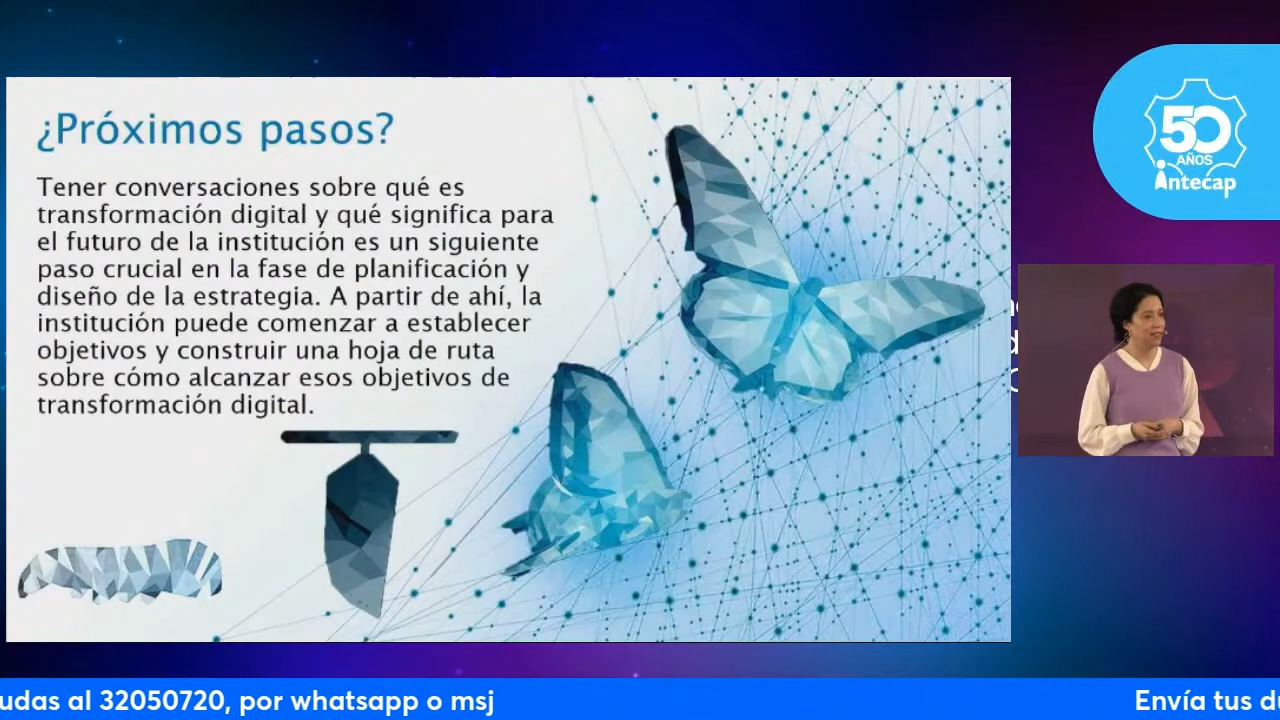 ¿Próximos pasos?
Tener conversaciones sobre qué es
transformación digital y qué significa para
el futuro de la institución es un siguiente
paso crucial en la fase de planificación y
diseño de la estrategia. A partir de ahí, la
institución puede comenzar a establecer
objetivos y construir una hoja de ruta
sobre cómo alcanzar esos objetivos de
transformación digital.
50
AÑOS
intecap
udas al 32050720, por whatsapp o msj
Envía tus du